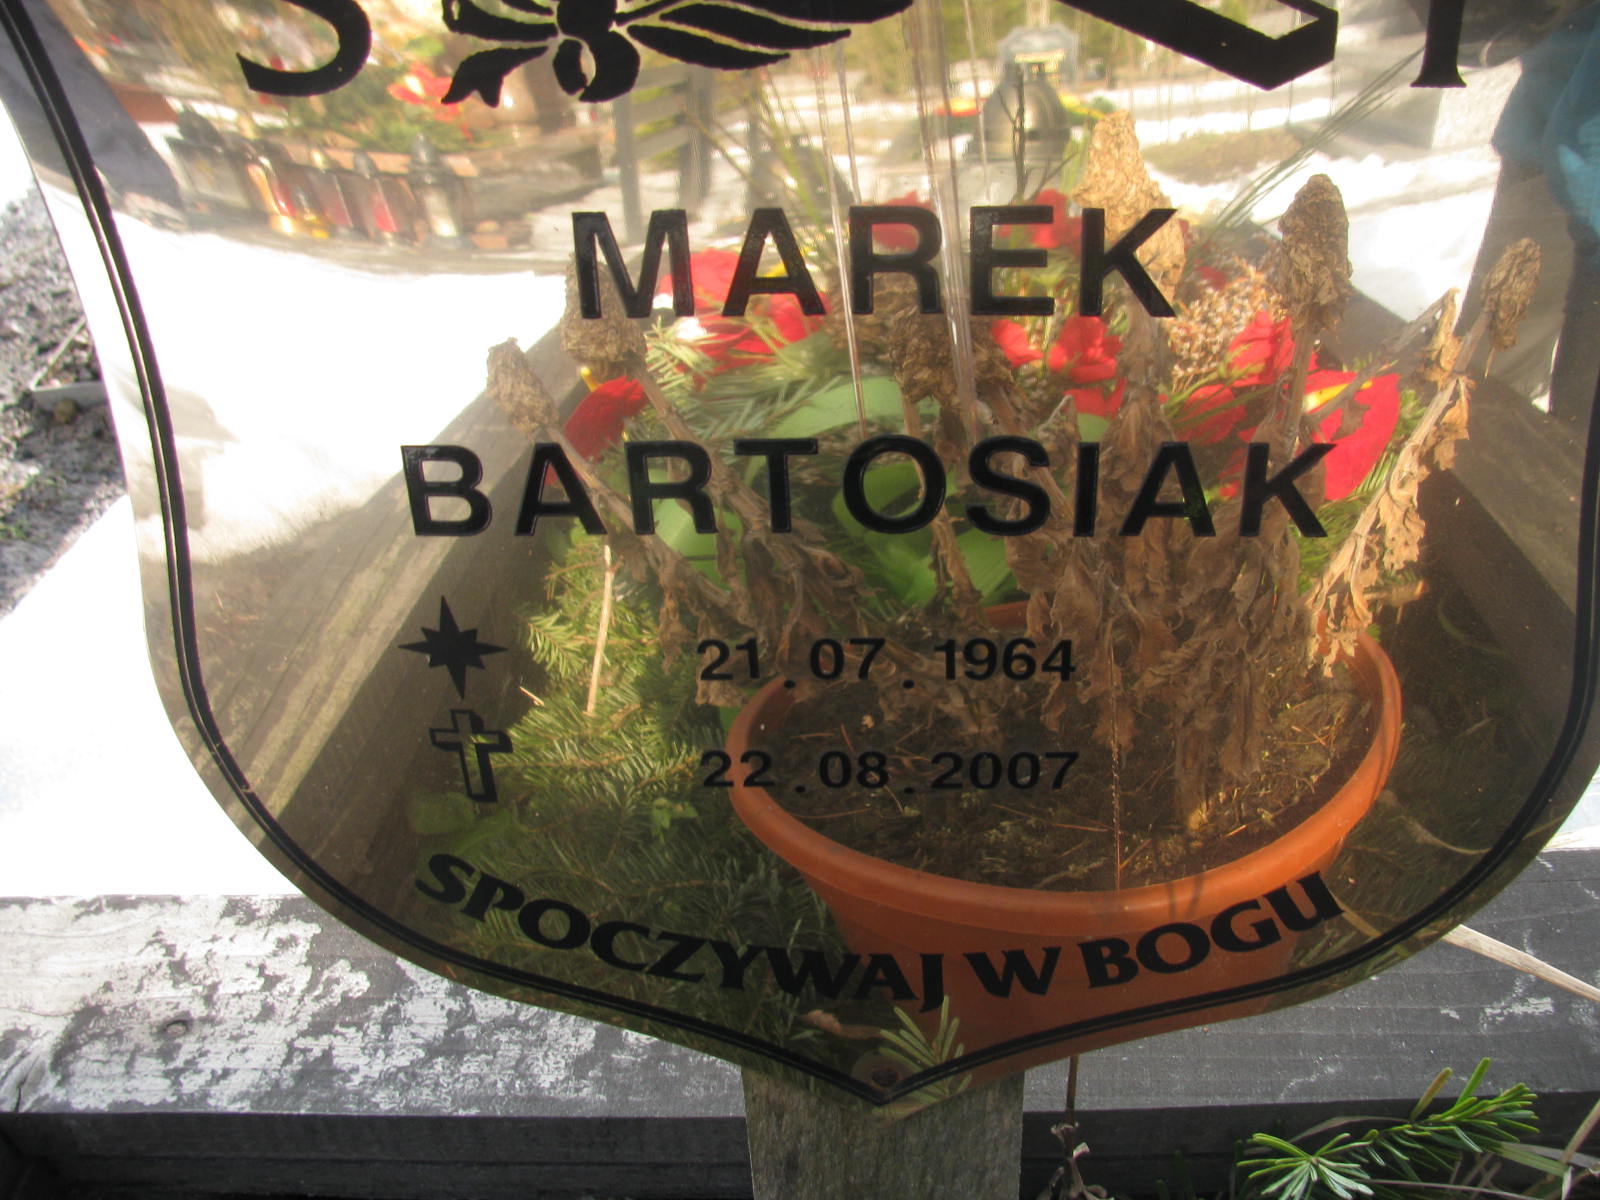 MAREK
BARTOSIAK
21.07.1964
22.08.2007
SPOCZYWAJ W BOGU